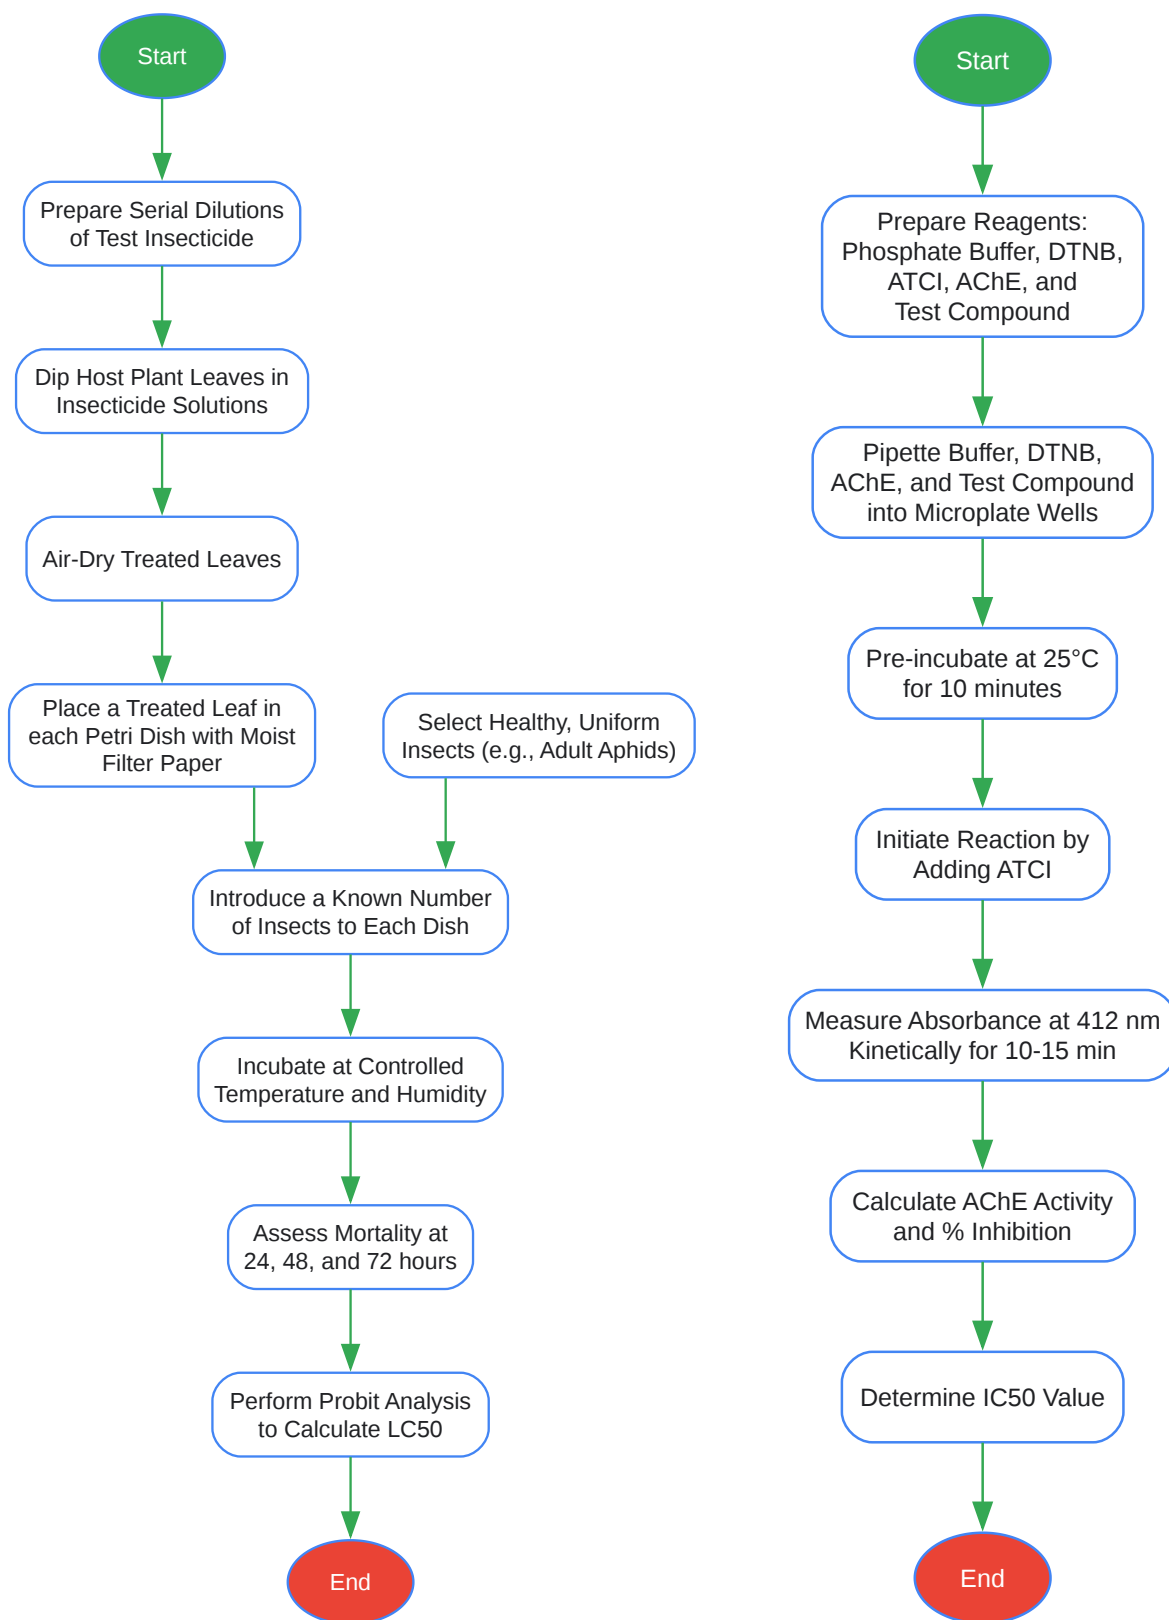 Start
Prepare Serial Dilutions
of Test Insecticide
Dip Host Plant Leaves in
Insecticide Solutions
Air-Dry Treated Leaves
Place a Treated Leaf in
each Petri Dish with Moist
Filter Paper
Select Healthy, Uniform
Insects (e.g., Adult Aphids)
Introduce a Known Number
of Insects to Each Dish
Incubate at Controlled
Temperature and Humidity
Assess Mortality at
24, 48, and 72 hours
Perform Probit Analysis
to Calculate LC50
End
Start
Prepare Reagents:
Phosphate Buffer, DTNB,
ATCI, AChE, and
Test Compound
Pipette Buffer, DTNB,
AChE, and Test Compound
into Microplate Wells
Pre-incubate at 25°C
for 10 minutes
Initiate Reaction by
Adding ATCI
Measure Absorbance at 412 nm
Kinetically for 10-15 min
Calculate AChE Activity
and % Inhibition
Determine IC50 Value
End